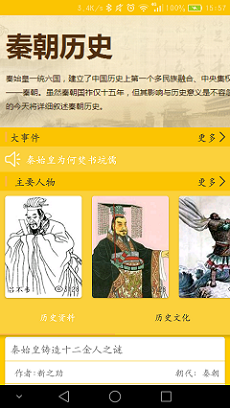 3.4K/s 15:57
秦朝历史
秦始皇一统六国，建立了中国历史上第一个多民族融合、中央集权
——秦朝。虽然秦朝国祚仅十五年，但其影响与历史意义是不容忽
的今天将详细叙述秦朝历史。
大事件 更多
秦始皇为何焚书坑儒
主要人物 更多
吕不韦
历史资料 历史文化
秦始皇铸造十二金人之谜
作者:新之助 朝代: 秦朝